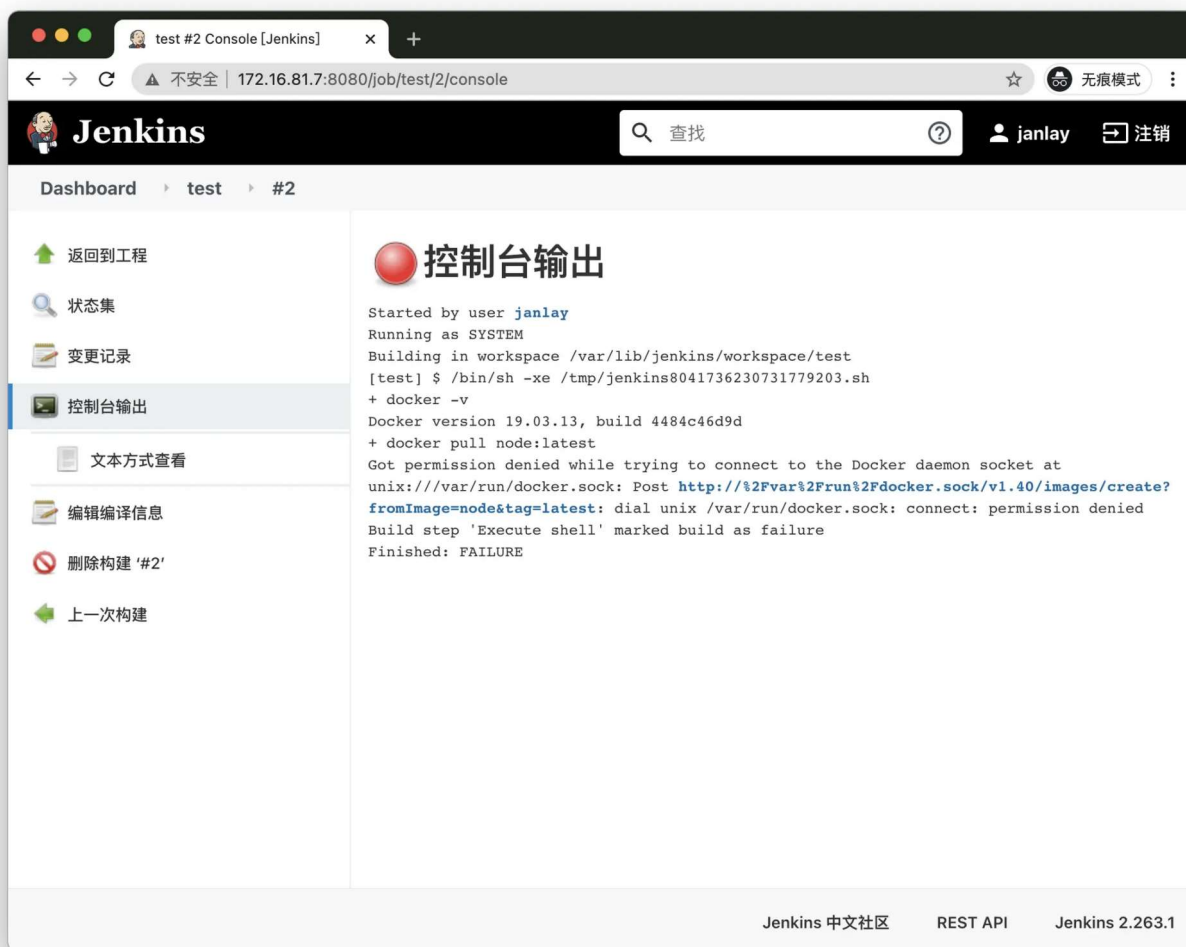 test #2 Console [Jenkins]
不安全 172.16.81.7:8080/job/test/2/console
无痕模式
Jenkins
查找
janlay
注销
Dashboard
test
#2
返回到工程
状态集
变更记录
控制台输出
文本方式查看
编辑编译信息
删除构建 ‘#2’
上一次构建
控制台输出
Started by user janlay
Running as SYSTEM
Building in workspace /var/lib/jenkins/workspace/test
[test] $ /bin/sh -xe /tmp/jenkins8041736230731779203.sh
+ docker -v
Docker version 19.03.13, build 4484c46d9d
+ docker pull node:latest
Got permission denied while trying to connect to the Docker daemon socket at
unix:///var/run/docker.sock: Post http://%2Fvar%2Frun%2Fdocker.sock/v1.40/images/create?
fromImage=node&tag=latest: dial unix /var/run/docker.sock: connect: permission denied
Build step 'Execute shell' marked build as failure
Finished: FAILURE
Jenkins 中文社区
REST API
Jenkins 2.263.1